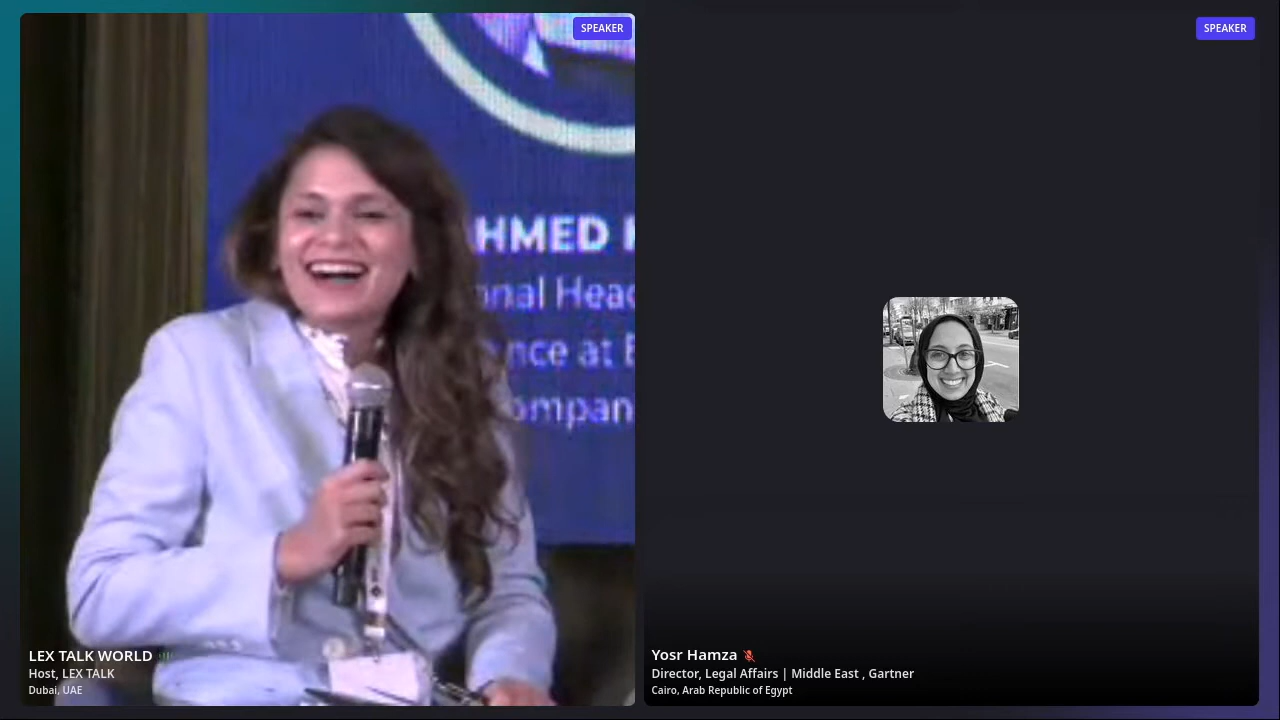 SPEAKER
HMED
onal Head
nce at
ompan
LEX TALK WORLD
Host, LEX TALK
Dubai, UAE
SPEAKER
Yosr Hamza
Director, Legal Affairs | Middle East , Gartner
Cairo, Arab Republic of Egypt